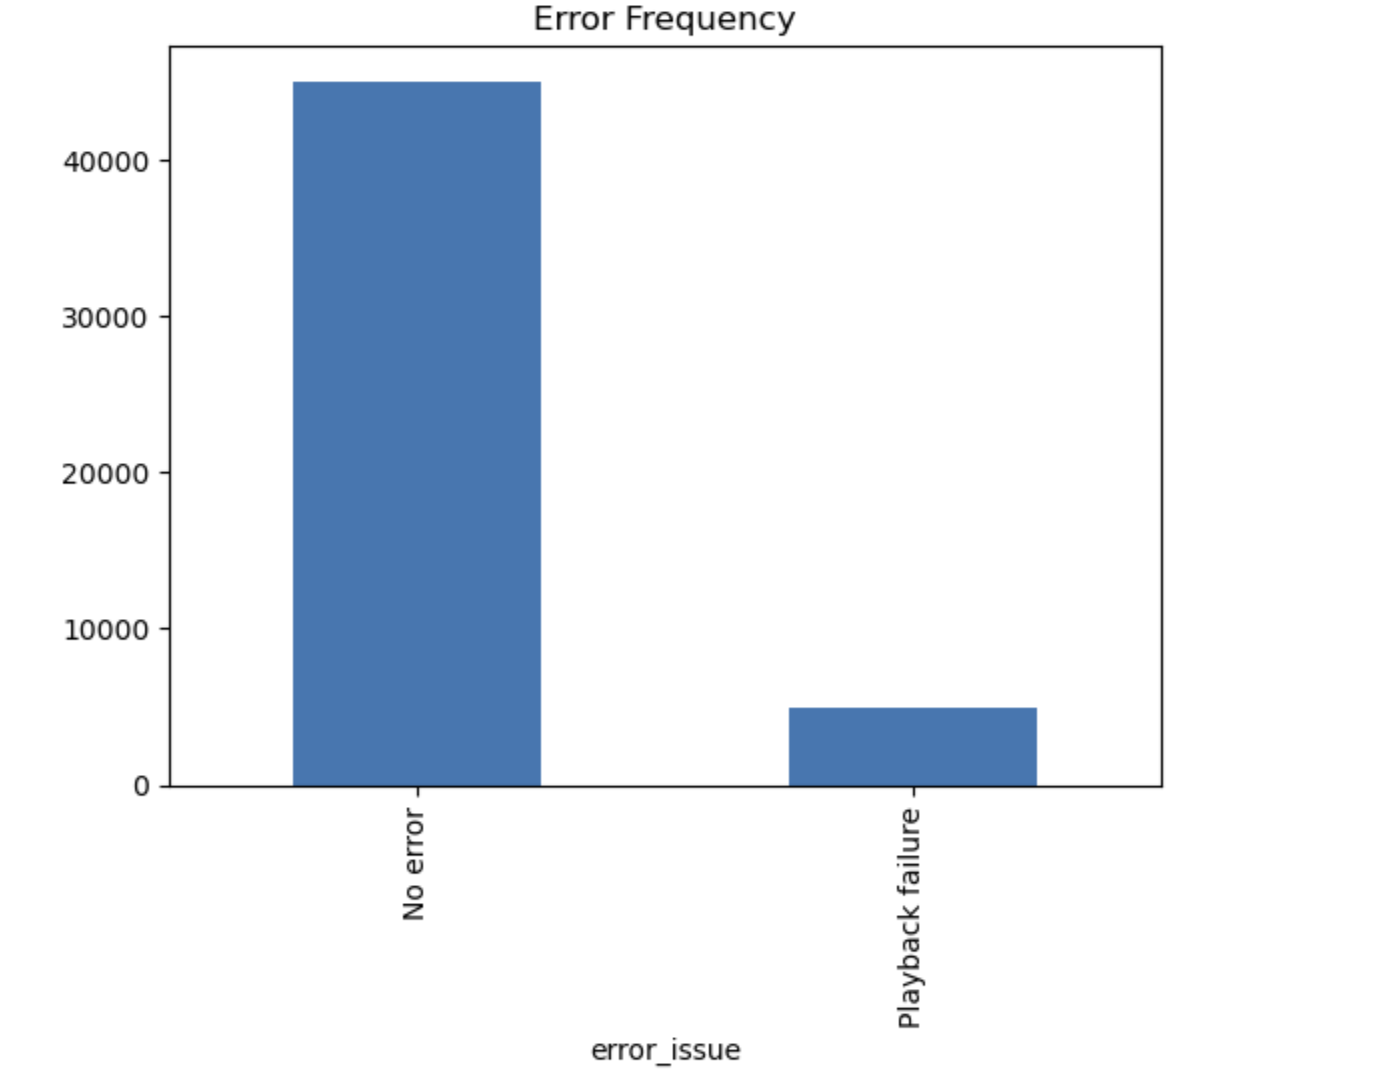 Error Frequency
40000
30000
20000
10000
0
No error
Playback failure
error_issue